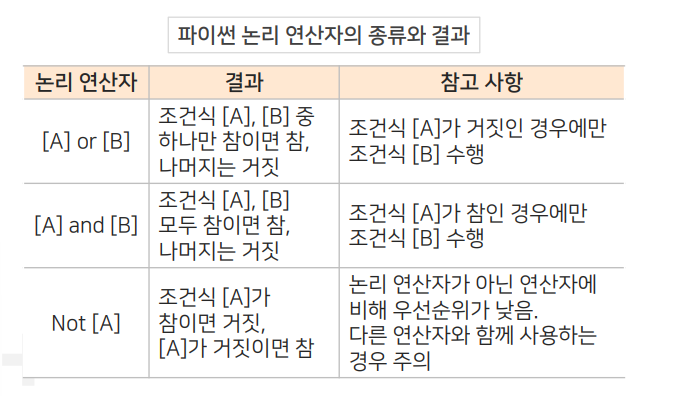 파이썬 논리 연산자의 종류와 결과
논리 연산자 결과 참고 사항
[A] or [B]
조건식 [A], [B] 중
하나만 참이면 참,
나머지는 거짓
조건식 [A]가 거짓인 경우에만
조건식 [B] 수행
[A] and [B]
조건식 [A], [B]
모두 참이면 참,
나머지는 거짓
조건식 [A]가 참인 경우에만
조건식 [B] 수행
Not [A]
조건식 [A]가
참이면 거짓,
[A]가 거짓이면 참
논리 연산자가 아닌 연산자에
비해 우선순위가 낮음.
다른 연산자와 함께 사용하는
경우 주의